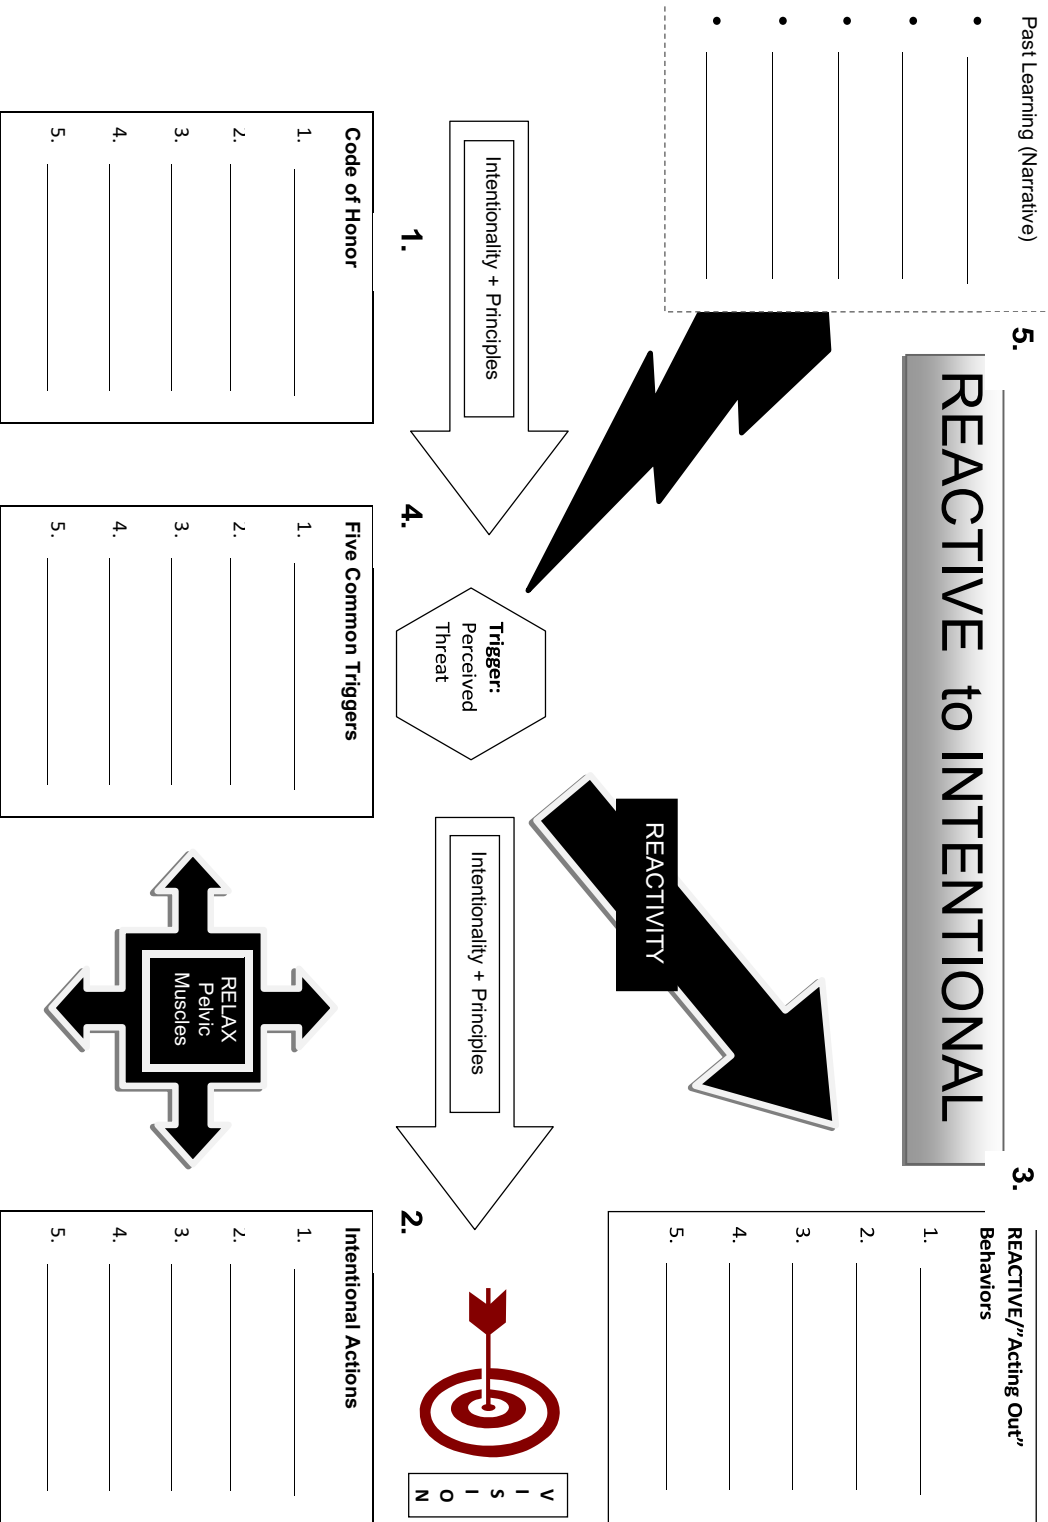 Past Learning (Narrative)
•
•
•
•
•
5.
REACTIVE to INTENTIONAL
3.
REACTIVE/”Acting Out”
Behaviors
1.
2.
3.
4.
5.
REACTIVITY
Intentionality + Principles
Trigger:
Perceived
Threat
Intentionality + Principles
V I S I O N
1.
4.
2.
Code of Honor
1.
2.
3.
4.
5.
Five Common Triggers
1.
2.
3.
4.
5.
RELAX
Pelvic
Muscles
Intentional Actions
1.
2.
3.
4.
5.